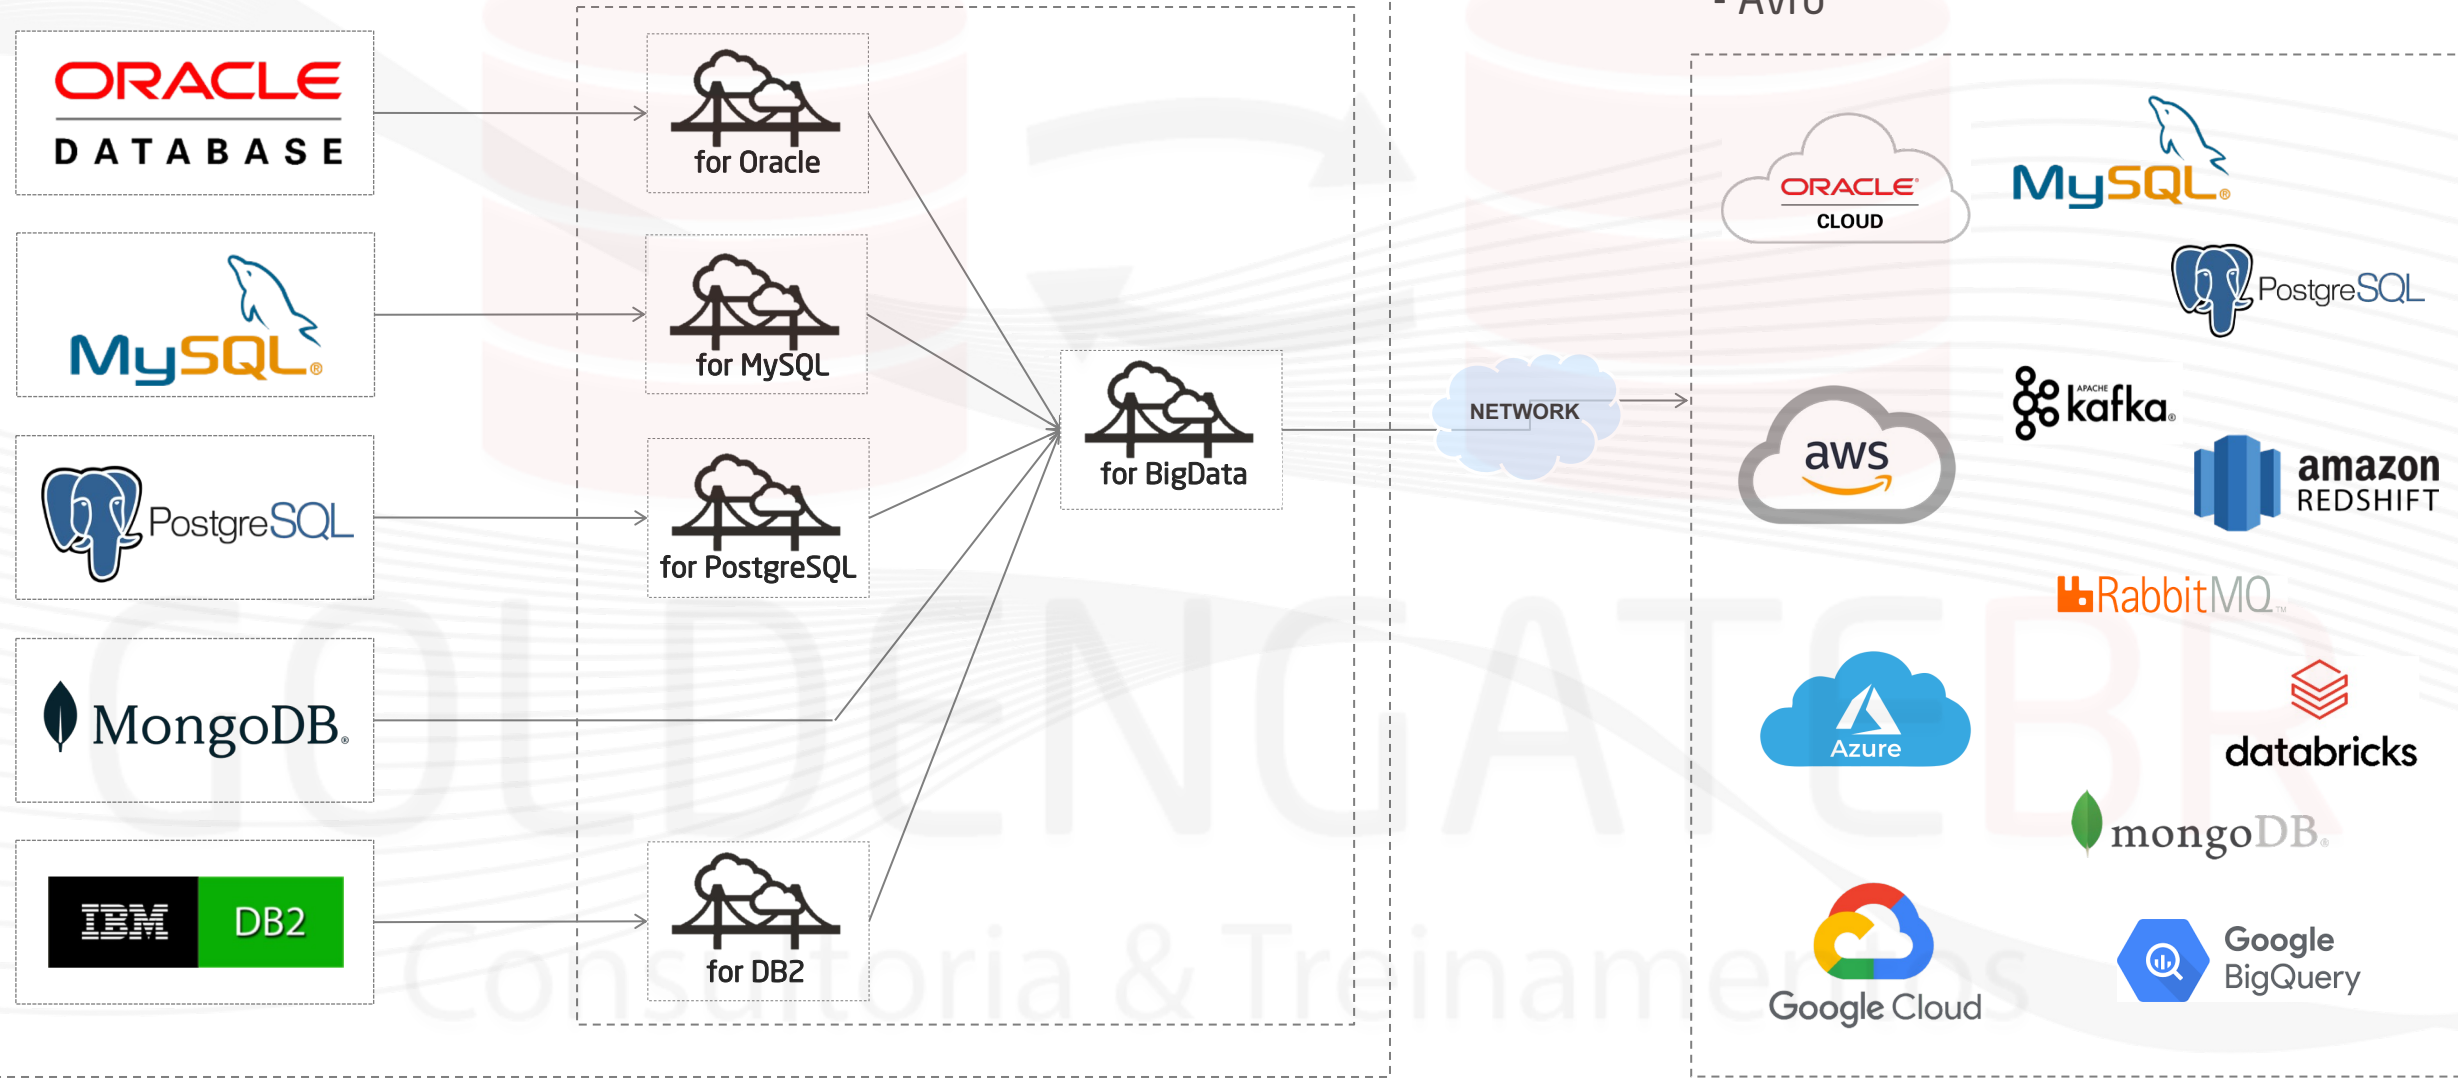 - Avro
ORACLE
DATABASE
for Oracle
ORACLE®
CLOUD
MySQL®
MySQL®
for MySQL
PostgreSQL
NETWORK
for BigData
APACHE
kafka®
aws
amazon
REDSHIFT
PostgreSQL
for PostgreSQL
RabbitMQ™
GOLDENGATEBR
MongoDB®
Azure
databricks
mongoDB®
IBM DB2
for DB2
Consultoria & Treinamentos
Google
BigQuery
Google Cloud